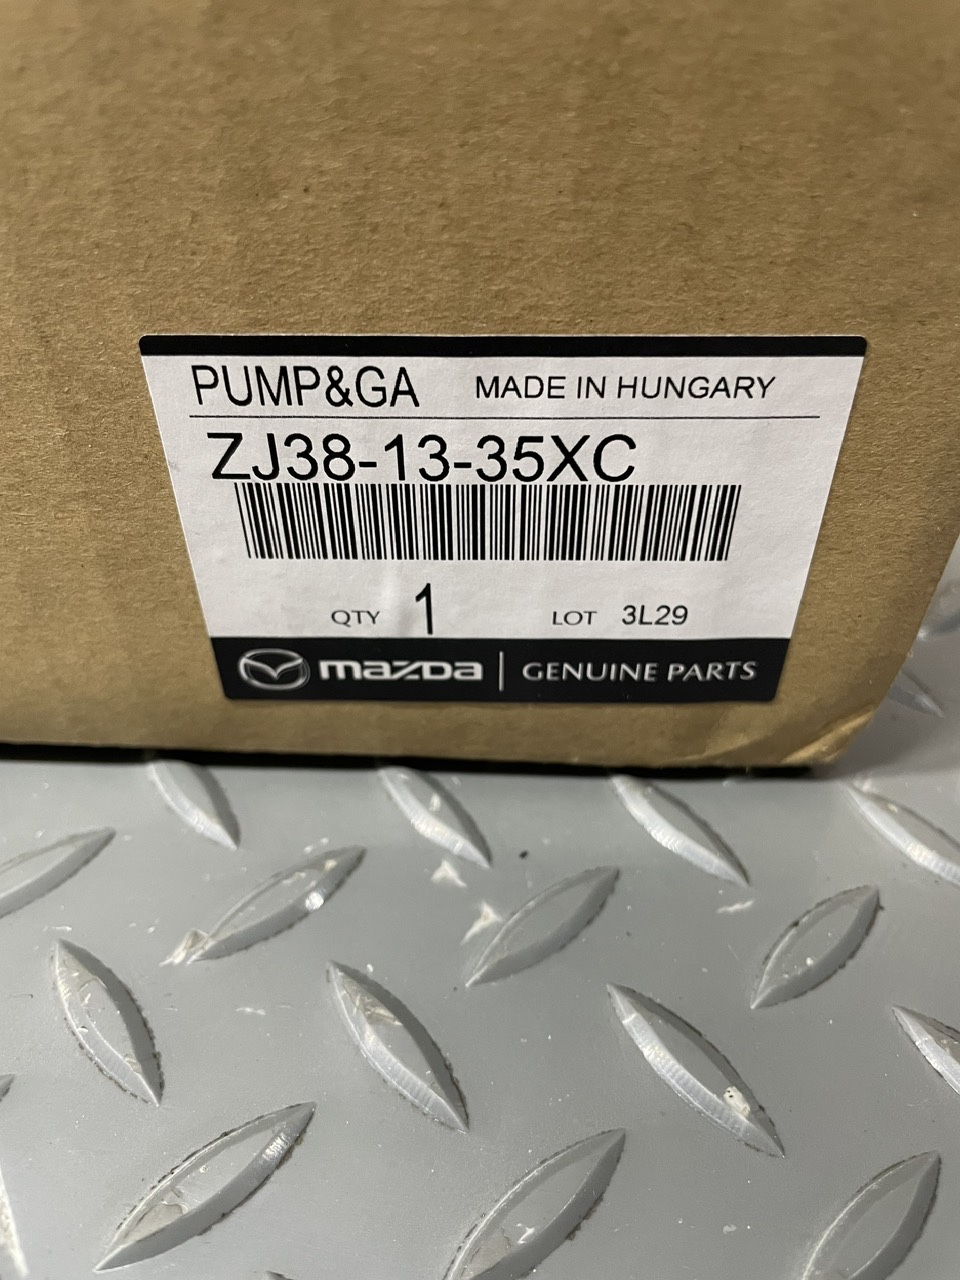 PUMP&GA MADE IN HUNGARY
ZJ38-13-35XC
QTY 1 LOT 3L29
mazda | GENUINE PARTS